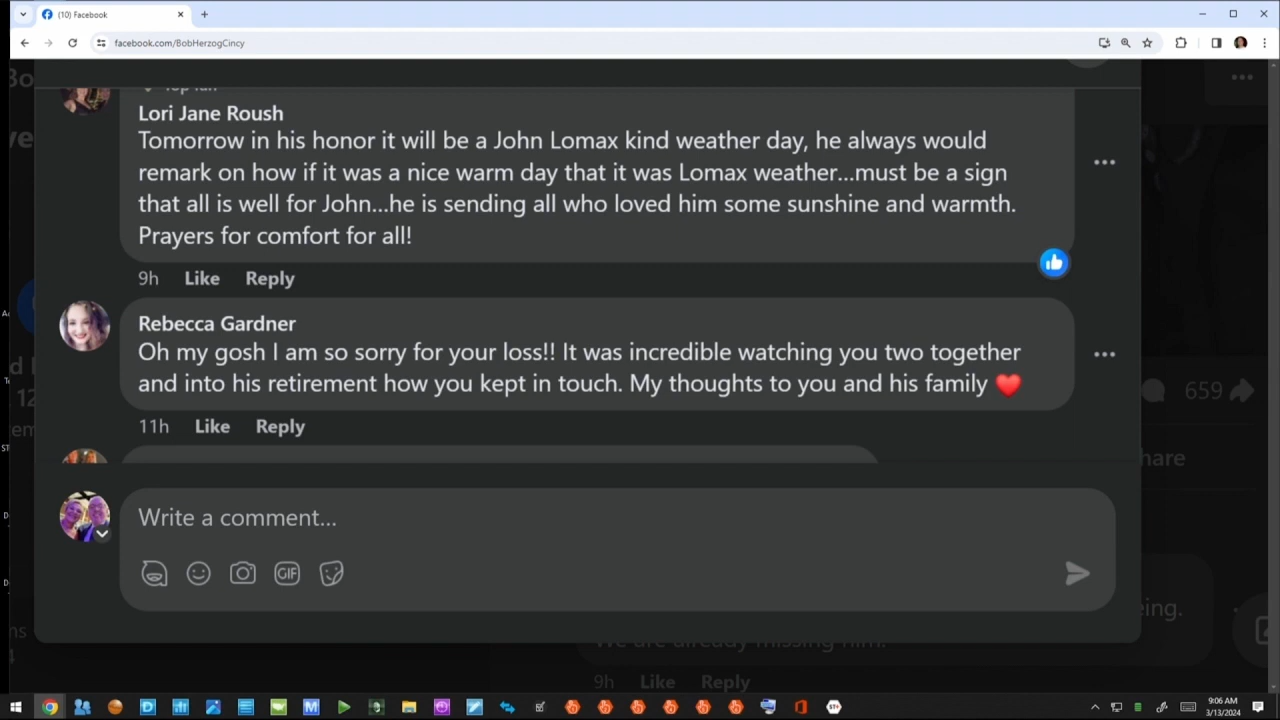 (10) Facebook
facebook.com/BobHerzogCincy
Lori Jane Roush
Tomorrow in his honor it will be a John Lomax kind weather day, he always would
remark on how if it was a nice warm day that it was Lomax weather...must be a sign
that all is well for John...he is sending all who loved him some sunshine and warmth.
Prayers for comfort for all!
9h Like Reply
Rebecca Gardner
Oh my gosh I am so sorry for your loss!! It was incredible watching you two together
and into his retirement how you kept in touch. My thoughts to you and his family ❤️
11h Like Reply
659
hare
Write a comment...
GIF
eing.
We are already missing him.
9h Like Reply
9:06 AM
3/13/2024